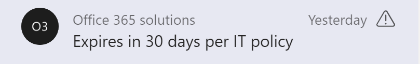 O3
Office 365 solutions Yesterday
Expires in 30 days per IT policy